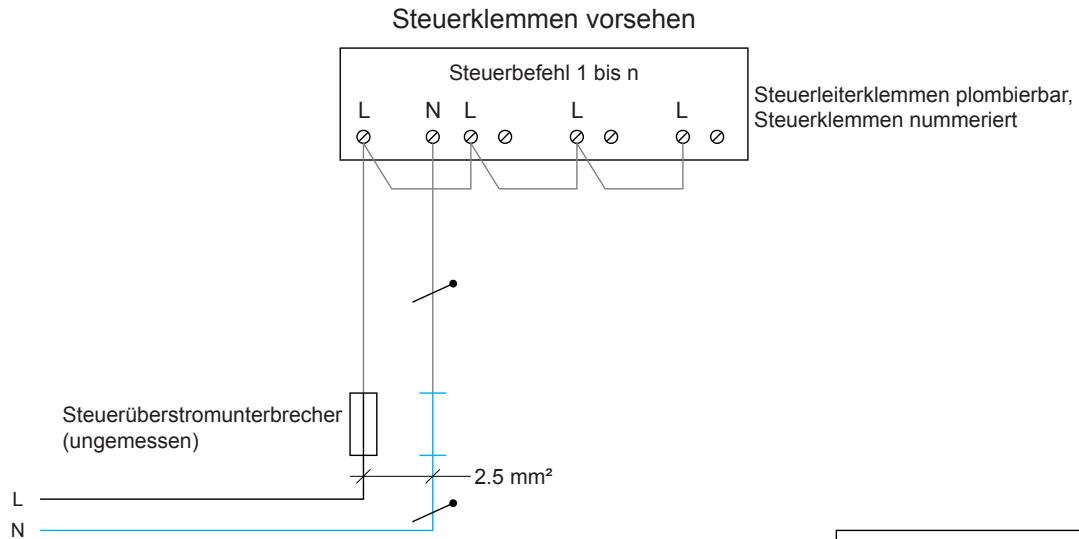 Steuerklemmen vorsehen
Steuerbefehl 1 bis n
L N L L L
Steuerleiterklemmen plombierbar,
Steuerklemmen nummeriert
Steuerüberstromunterbrecher
(ungemessen)
2.5 mm²
L
N